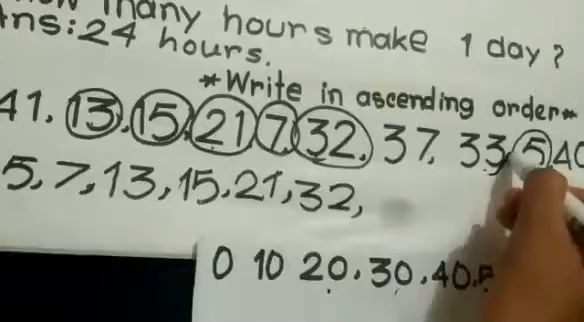 many hours make 1 day?
Ans: 24 hours.
*Write in ascending order*
41, 13, 15, 21, 7, 32, 37, 33, 5, 40
5, 7, 13, 15, 21, 32,
0 10 20. 30. 40.